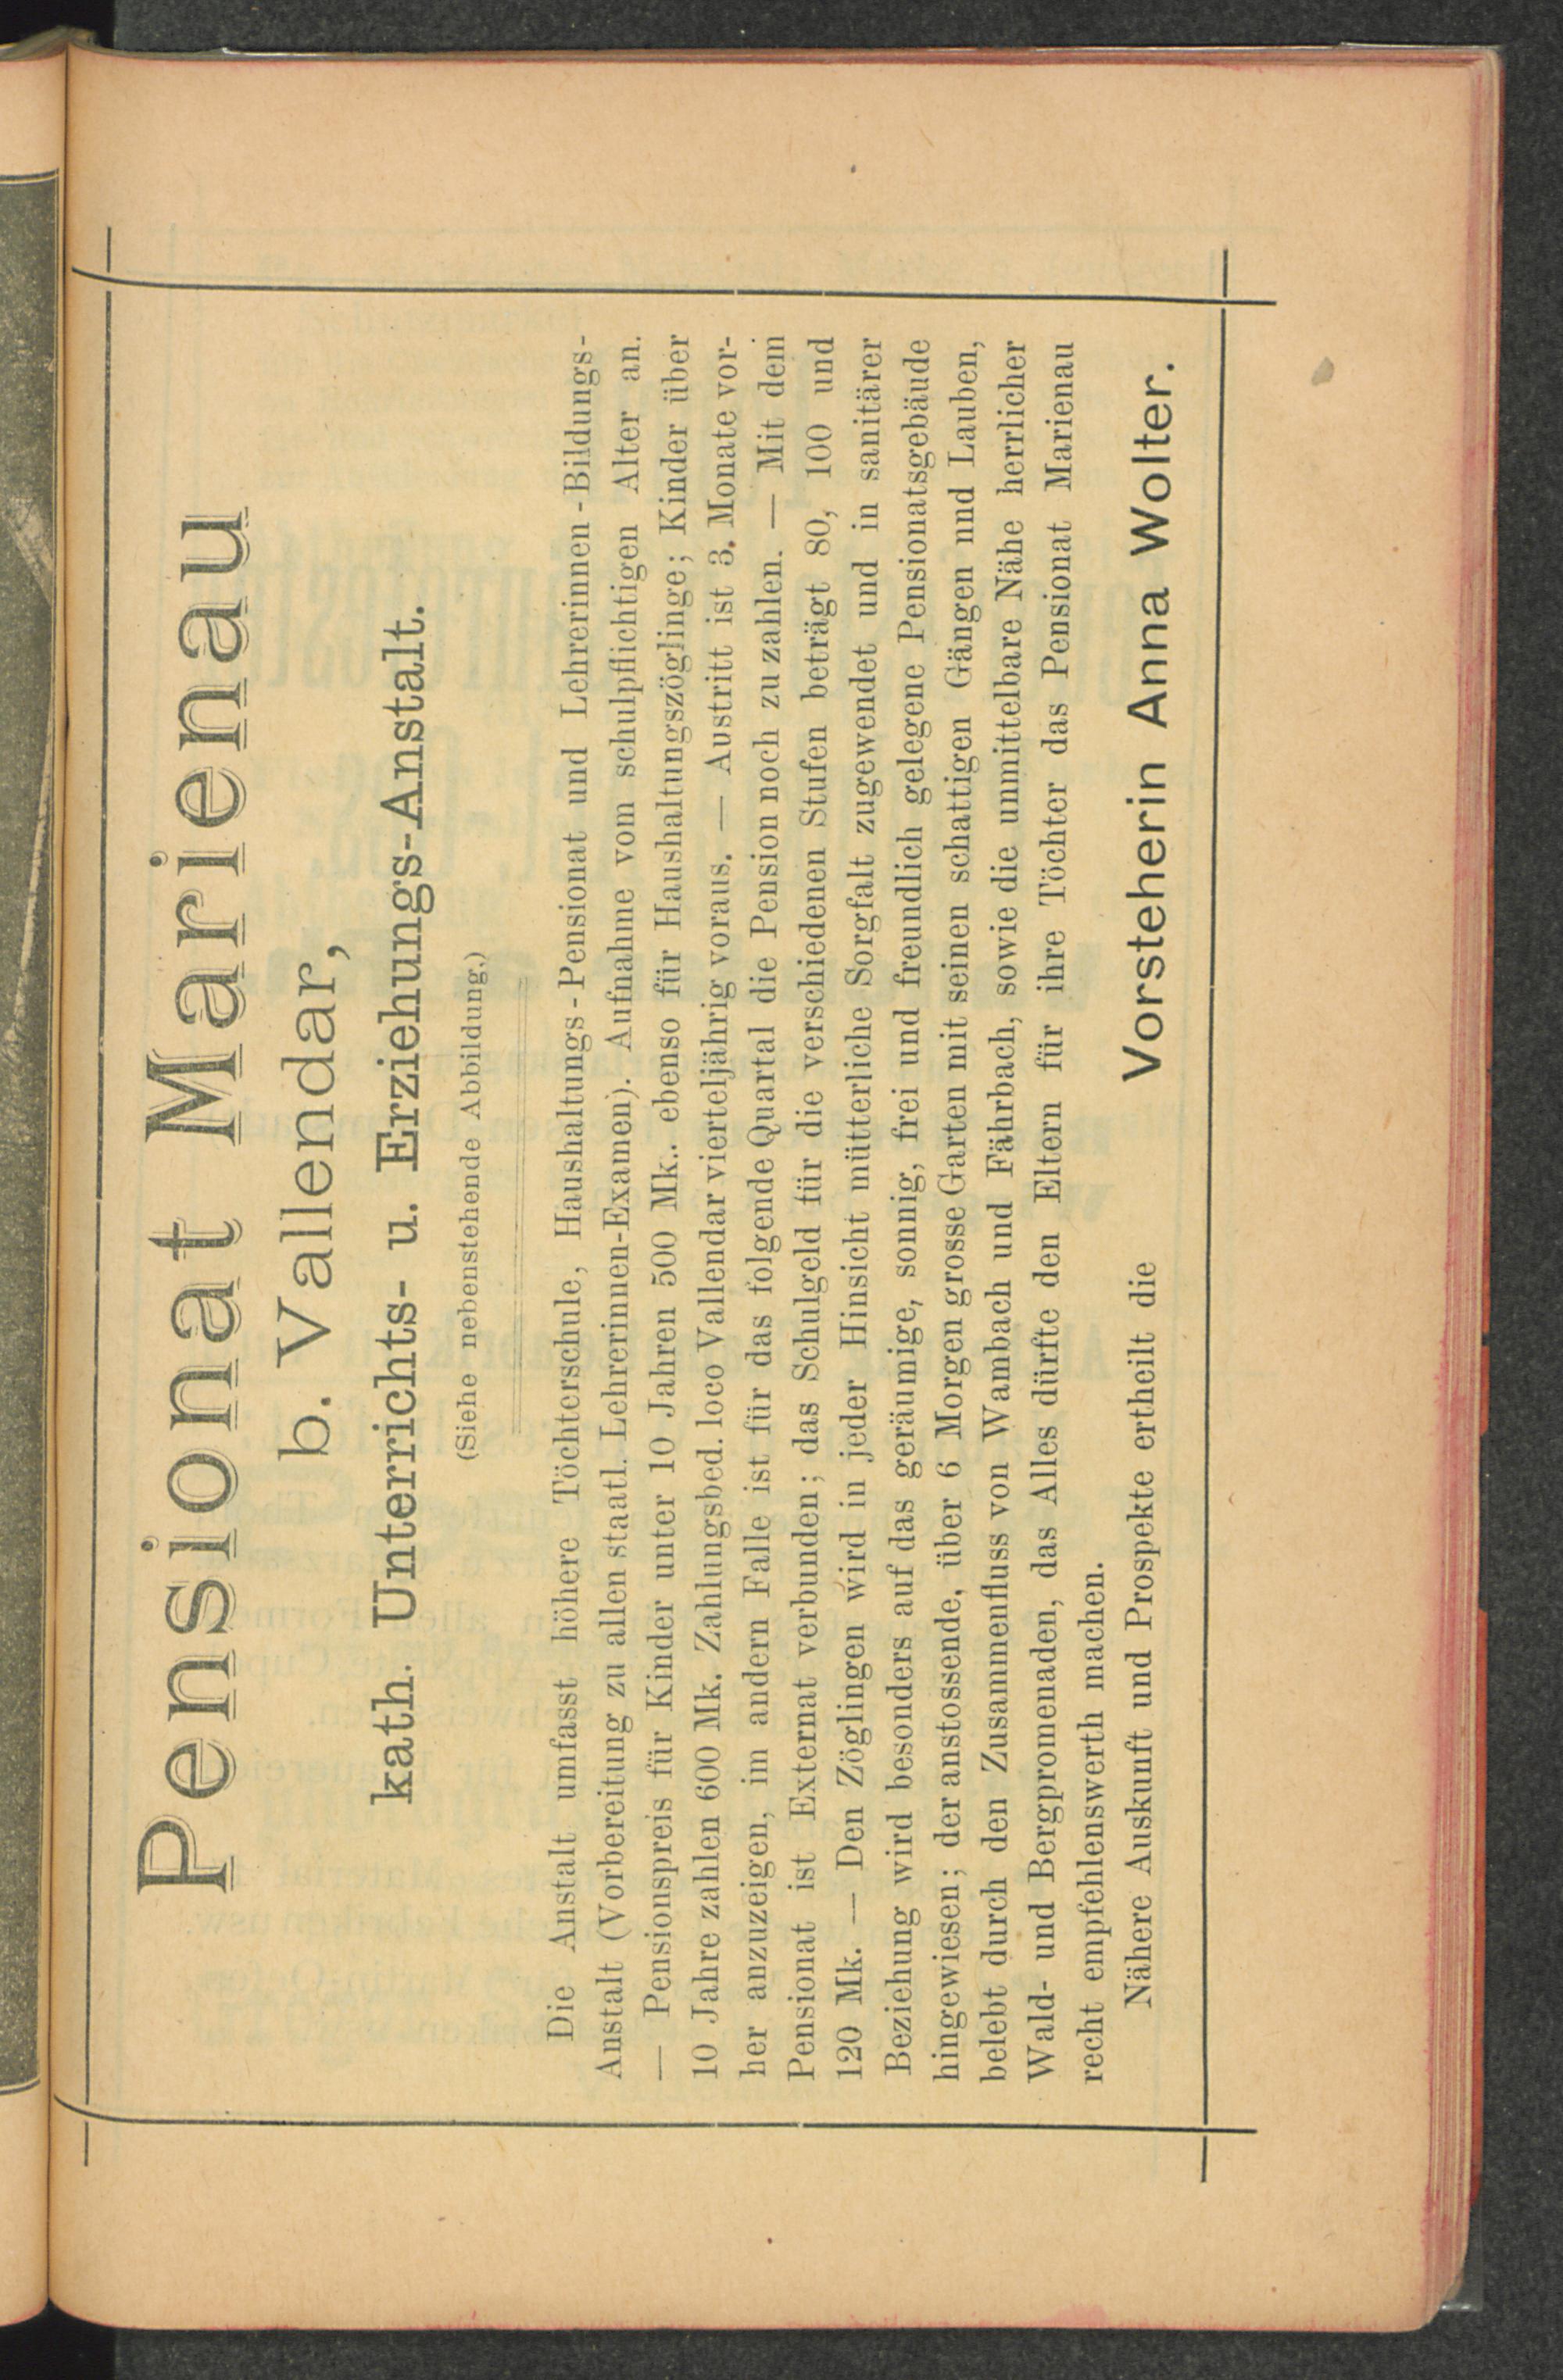 Pensionat Marienau
b. Vallendar,
kath. Unterrichts- u. Erziehungs-Anstalt.
(Siehe nebenstehende Abbildung.)
Die Anstalt umfasst höhere Töchterschule, Haushaltungs-Pensionat und Lehrerinnen-Bildungs-
Anstalt (Vorbereitung zu allen staatl. Lehrerinnen-Examen). Aufnahme vom schulpflichtigen Alter an.
— Pensionspreis für Kinder unter 10 Jahren 500 Mk.. ebenso für Haushaltungszöglinge; Kinder über
10 Jahre zahlen 600 Mk. Zahlungsbed. loco Vallendar vierteljährig voraus. — Austritt ist 3. Monate vor-
her anzuzeigen, im andern Falle ist für das folgende Quartal die Pension noch zu zahlen. — Mit dem
Pensionat ist Externat verbunden; das Schulgeld für die verschiedenen Stufen beträgt 80, 100 und
120 Mk. — Den Zöglingen wird in jeder Hinsicht mütterliche Sorgfalt zugewendet und in sanitärer
Beziehung wird besonders auf das geräumige, sonnig, frei und freundlich gelegene Pensionatsgebäude
hingewiesen; der anstossende, über 6 Morgen grosse Garten mit seinen schattigen Gängen nnd Lauben,
belebt durch den Zusammenfluss von Wambach und Fährbach, sowie die unmittelbare Nähe herrlicher
Wald- und Bergpromenaden, das Alles dürfte den Eltern für ihre Töchter das Pensionat Marienau
recht empfehlenswerth machen.
Nähere Auskunft und Prospekte ertheilt die Vorsteherin Anna Wolter.